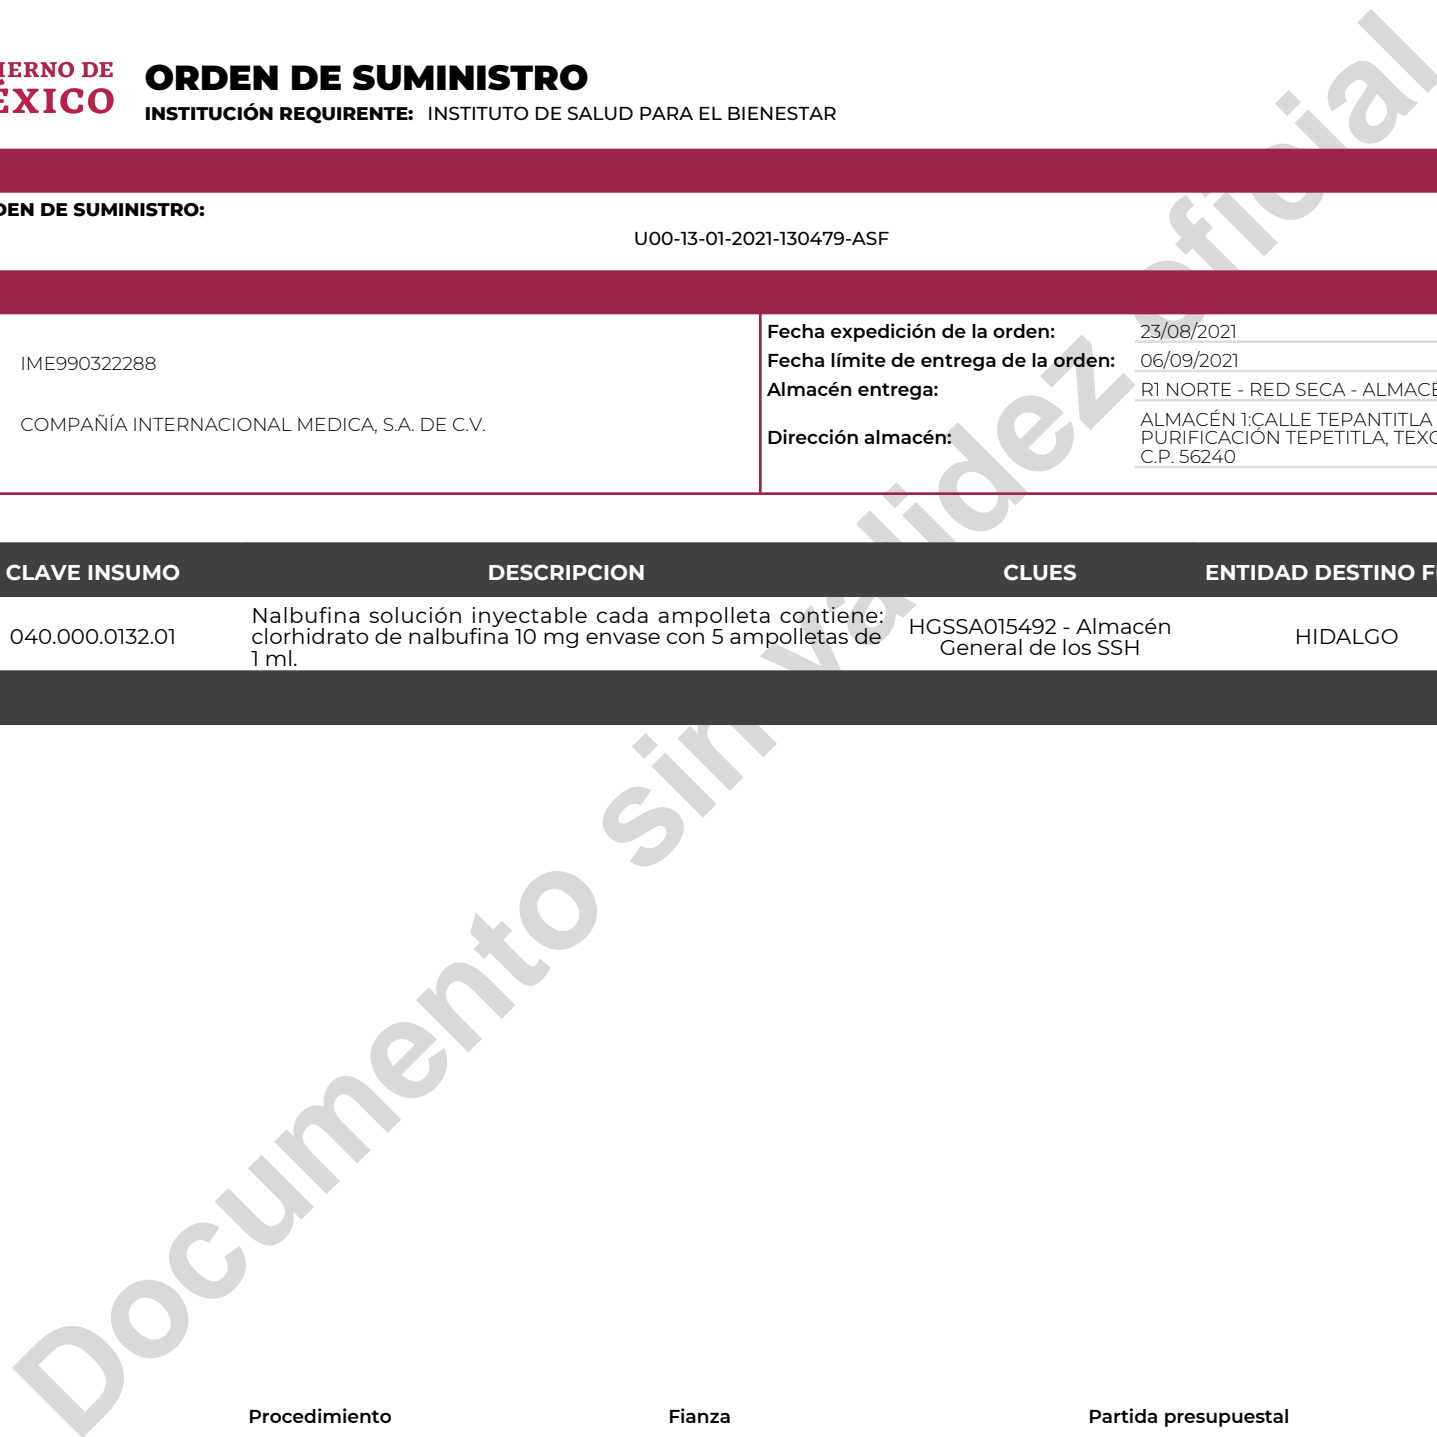 IERNO DE
ÉXICO
ORDEN DE SUMINISTRO
INSTITUCIÓN REQUIRENTE: INSTITUTO DE SALUD PARA EL BIENESTAR
DEN DE SUMINISTRO:
U00-13-01-2021-130479-ASF
IME990322288
COMPAÑÍA INTERNACIONAL MEDICA, S.A. DE C.V.
Fecha expedición de la orden: 23/08/2021
Fecha límite de entrega de la orden: 06/09/2021
Almacén entrega: R1 NORTE - RED SECA - ALMACÉ
Dirección almacén: ALMACÉN 1:CALLE TEPANTITLA
PURIFICACIÓN TEPETITLA, TEXC
C.P. 56240
CLAVE INSUMO DESCRIPCION CLUES ENTIDAD DESTINO FI
040.000.0132.01
Nalbufina solución inyectable cada ampolleta contiene:
clorhidrato de nalbufina 10 mg envase con 5 ampolletas de
1 ml.
HGSSA015492 - Almacén
General de los SSH
HIDALGO
Documento sin validez oficial
Procedimiento Fianza Partida presupuestal